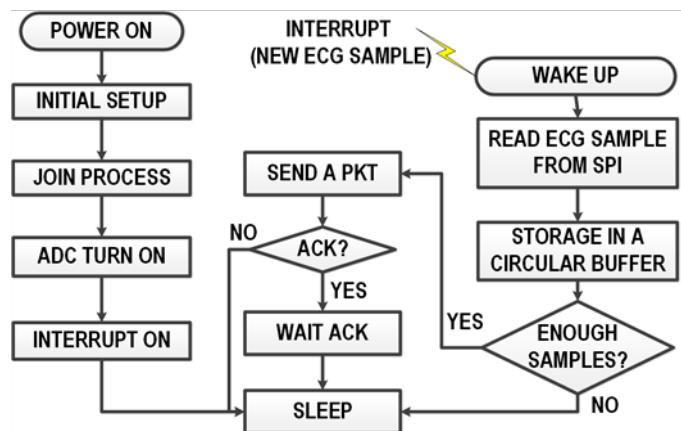 POWER ON
INITIAL SETUP
JOIN PROCESS
ADC TURN ON
INTERRUPT ON
INTERRUPT
(NEW ECG SAMPLE)
WAKE UP
READ ECG SAMPLE
FROM SPI
STORAGE IN A
CIRCULAR BUFFER
ENOUGH
SAMPLES?
YES
NO
SEND A PKT
ACK?
NO
YES
WAIT ACK
SLEEP